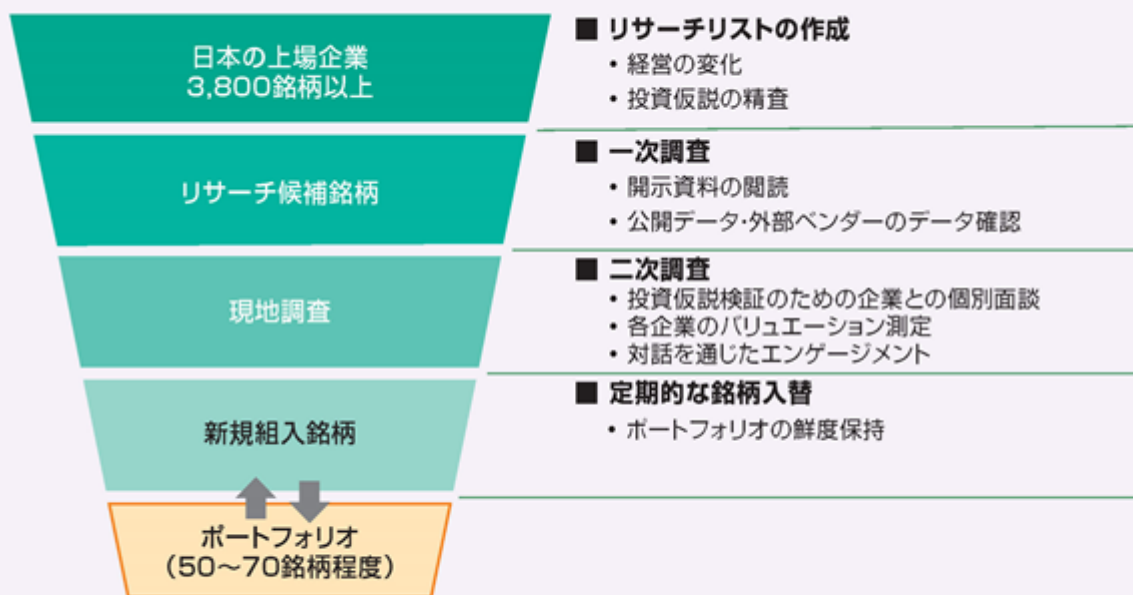 日本の上場企業
3,800銘柄以上
■ リサーチリストの作成
• 経営の変化
• 投資仮説の精査
リサーチ候補銘柄
■ 一次調査
• 開示資料の閲読
• 公開データ・外部ベンダーのデータ確認
現地調査
■ 二次調査
• 投資仮説検証のための企業との個別面談
• 各企業のバリュエーション測定
• 対話を通じたエンゲージメント
新規組入銘柄
■ 定期的な銘柄入替
• ポートフォリオの鮮度保持
ポートフォリオ
(50～70銘柄程度)